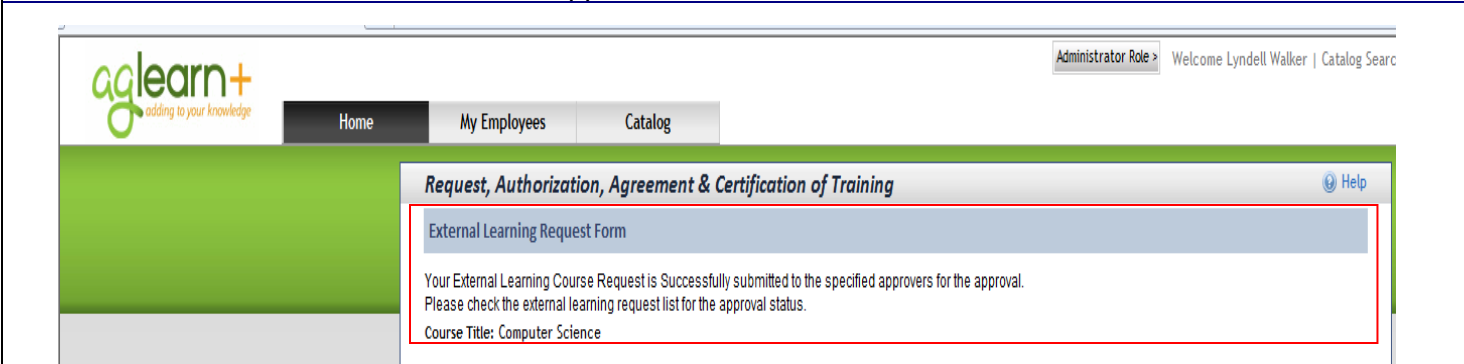 Administrator Role > Welcome Lyndell Walker | Catalog Searc
aglearn+
adding to your knowledge
Home My Employees Catalog
Request, Authorization, Agreement & Certification of Training
Help
External Learning Request Form
Your External Learning Course Request is Successfully submitted to the specified approvers for the approval.
Please check the external learning request list for the approval status.
Course Title: Computer Science